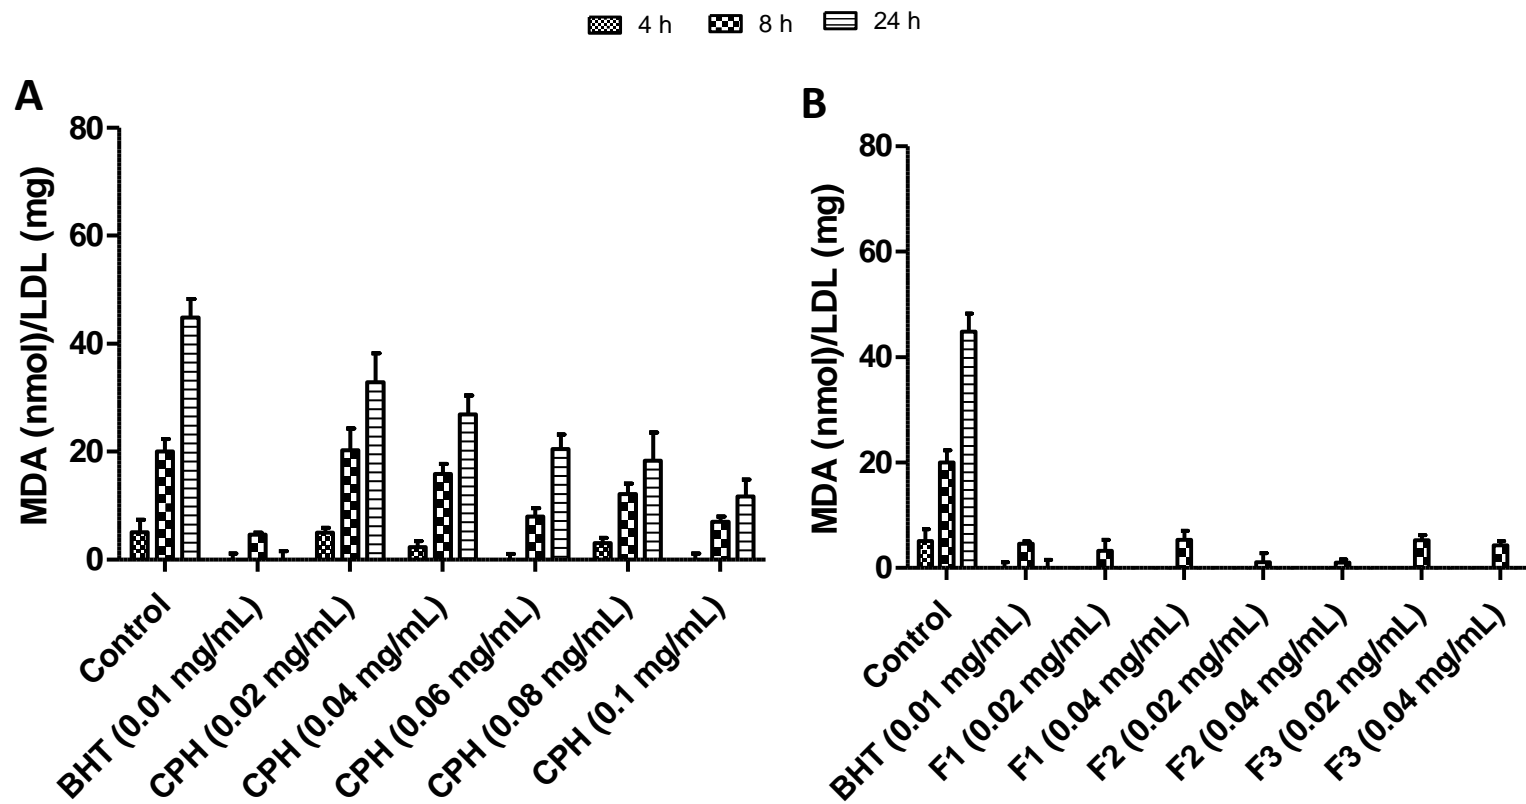 4 h 8 h 24 h
A
MDA (nmol)/LDL (mg)
80
60
40
20
0
Control
BHT (0.01 mg/mL)
CPH (0.02 mg/mL)
CPH (0.04 mg/mL)
CPH (0.06 mg/mL)
CPH (0.08 mg/mL)
CPH (0.1 mg/mL)
B
MDA (nmol)/LDL (mg)
80
60
40
20
0
Control
BHT (0.01 mg/mL)
F1 (0.02 mg/mL)
F1 (0.04 mg/mL)
F2 (0.02 mg/mL)
F2 (0.04 mg/mL)
F3 (0.02 mg/mL)
F3 (0.04 mg/mL)